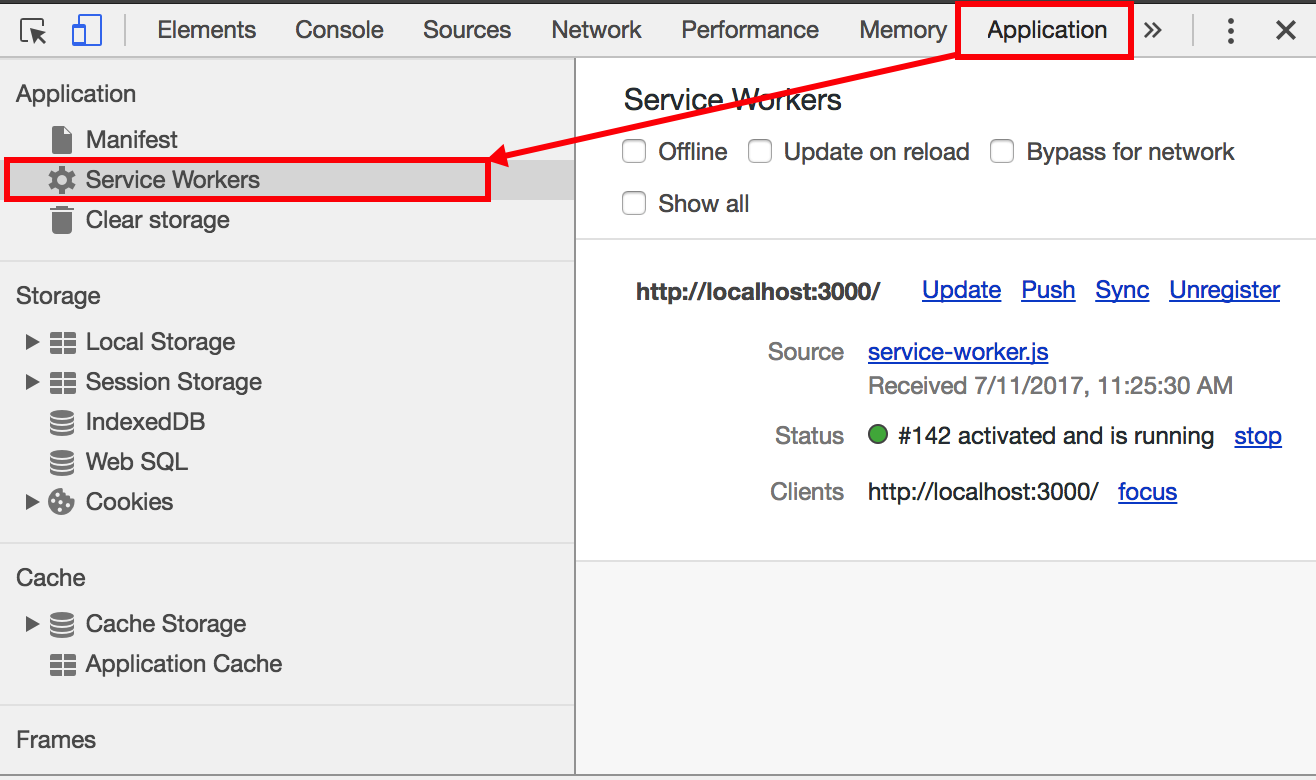 Elements Console Sources Network Performance Memory Application »
Application
Manifest
Service Workers
Clear storage
Storage
Local Storage
Session Storage
IndexedDB
Web SQL
Cookies
Cache
Cache Storage
Application Cache
Frames
Service Workers
Offline Update on reload Bypass for network
Show all
http://localhost:3000/ Update Push Sync Unregister
Source service-worker.js
Received 7/11/2017, 11:25:30 AM
Status #142 activated and is running stop
Clients http://localhost:3000/ focus